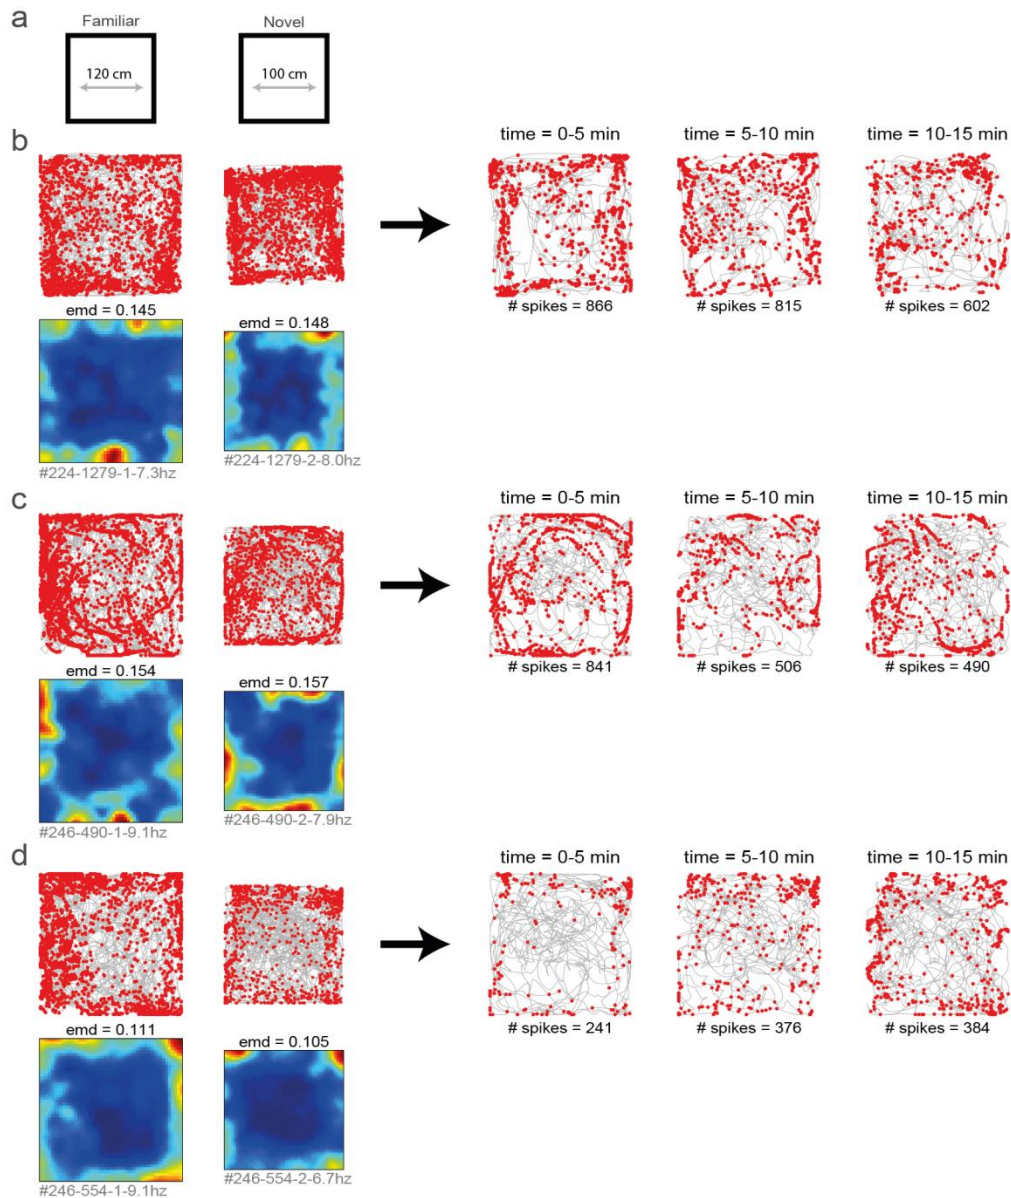 a
Familiar
Novel
120 cm
100 cm
b
time = 0-5 min
time = 5-10 min
time = 10-15 min
# spikes = 866
# spikes = 815
# spikes = 602
emd = 0.145
emd = 0.148
#224-1279-1-7.3hz
#224-1279-2-8.0hz
c
time = 0-5 min
time = 5-10 min
time = 10-15 min
# spikes = 841
# spikes = 506
# spikes = 490
emd = 0.154
emd = 0.157
#246-490-1-9.1hz
#246-490-2-7.9hz
d
time = 0-5 min
time = 5-10 min
time = 10-15 min
# spikes = 241
# spikes = 376
# spikes = 384
emd = 0.111
emd = 0.105
#246-554-1-9.1hz
#246-554-2-6.7hz